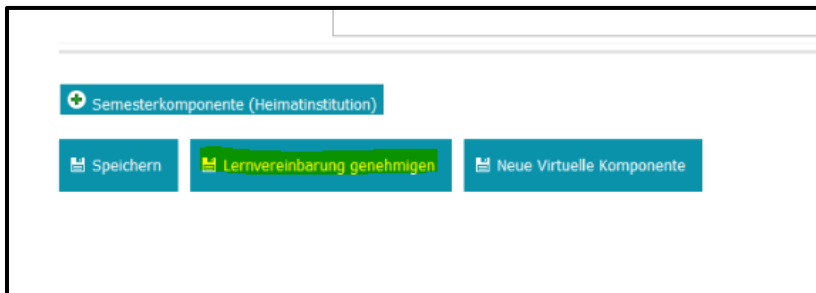 Semesterkomponente (Heimatinstitution)
Speichern
Lernvereinbarung genehmigen
Neue Virtuelle Komponente